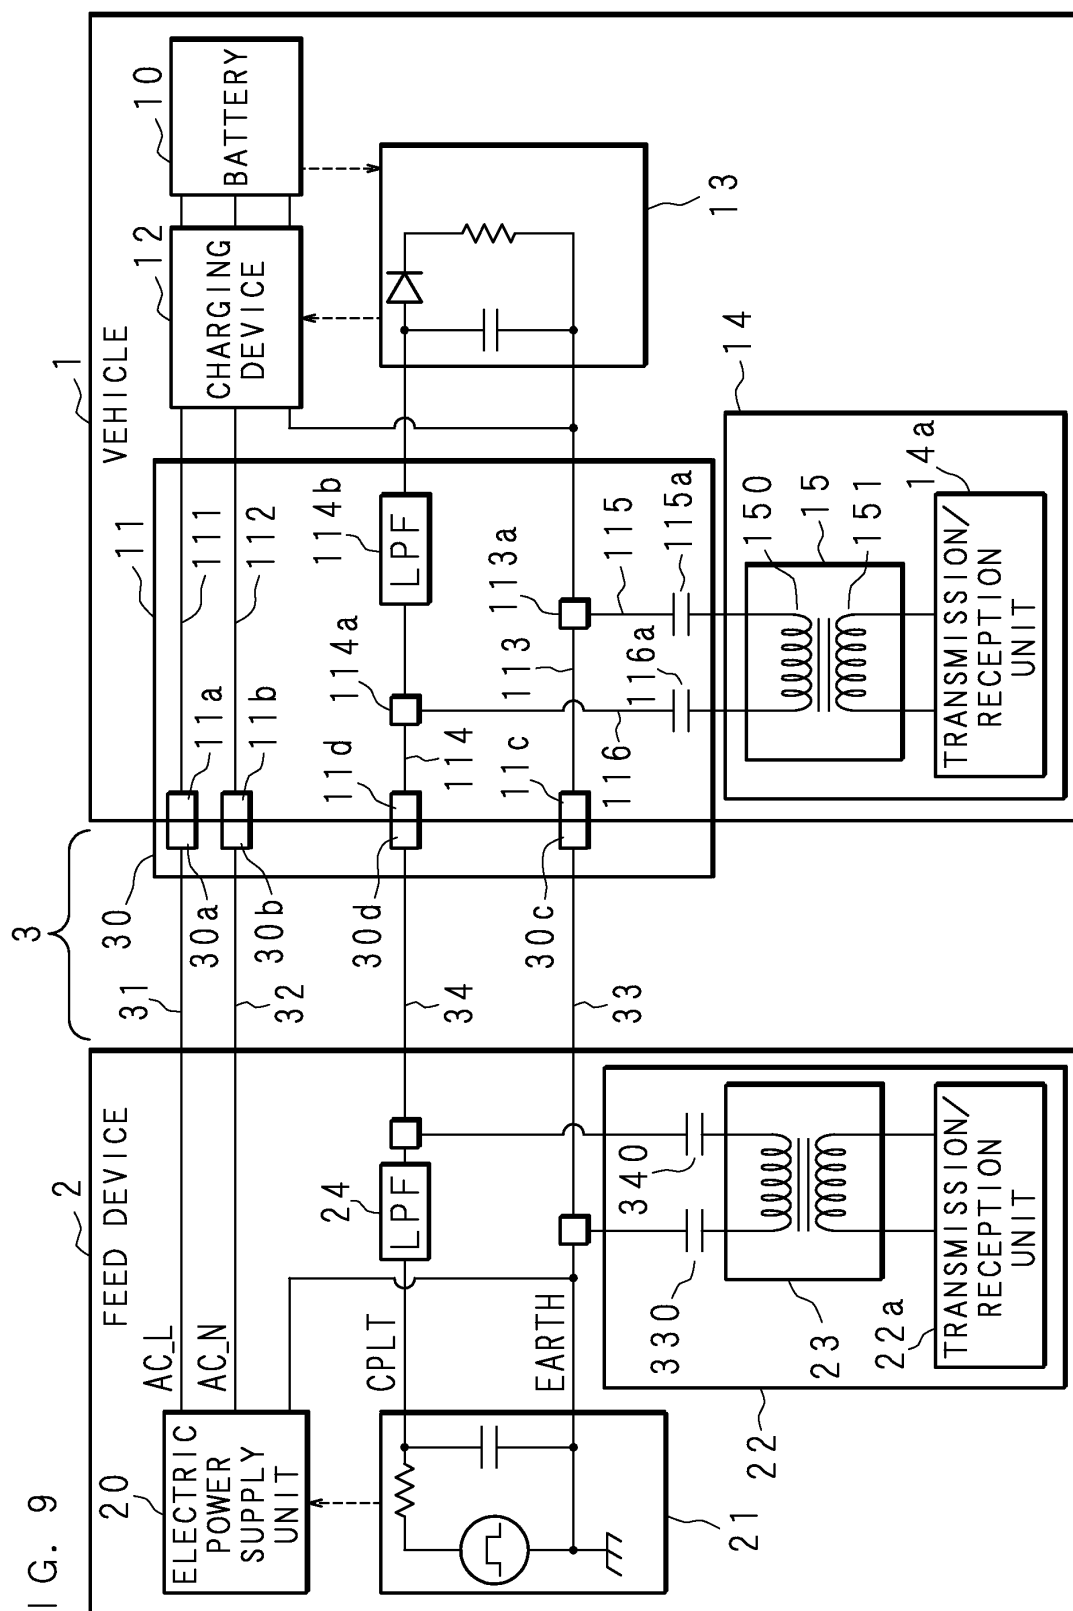 IG. 9
3
2
FEED DEVICE
1
VEHICLE
20
ELECTRIC
POWER
SUPPLY
UNIT
AC_L
AC_N
31
32
30
30a
30b
11a
11b
11
111
112
12
CHARGING
DEVICE
10
BATTERY
CPLT
24
LPF
34
30d
11d
114
114a
114b
LPF
EARTH
33
30c
11c
113
113a
13
21
22
330
340
23
22a
TRANSMISSION/
RECEPTION
UNIT
116
116a
115
115a
14
150
15
151
14a
TRANSMISSION/
RECEPTION
UNIT